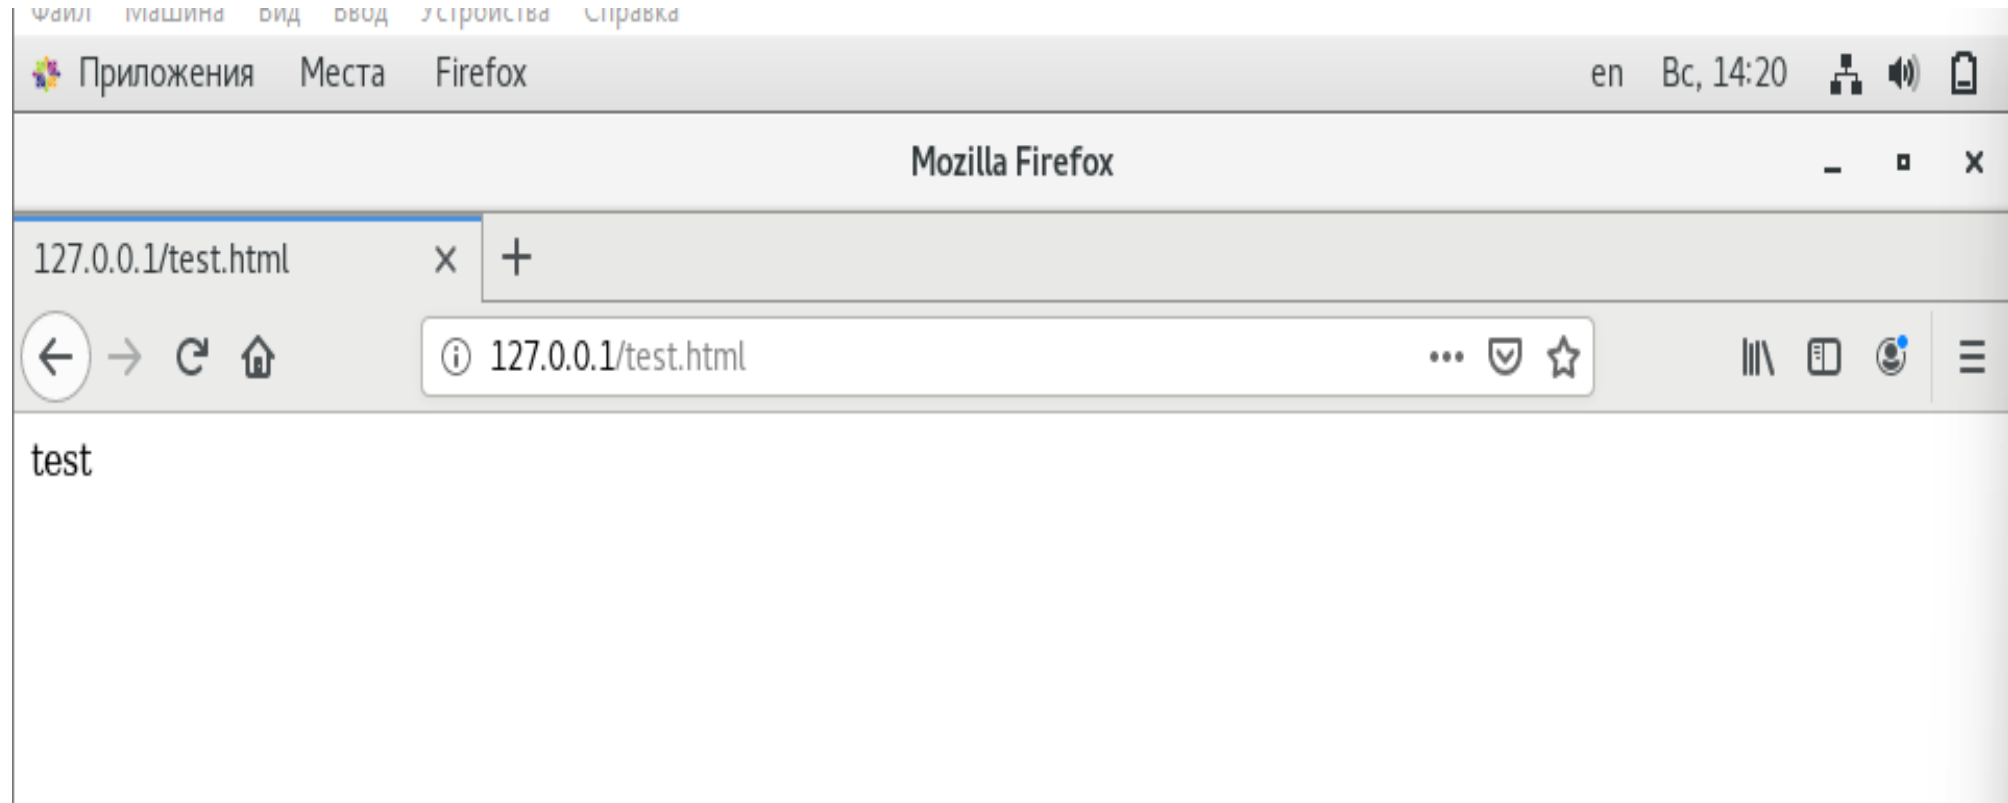 Файл Машина Вид Ввод Устройства Справка
Приложения Места Firefox en Вс, 14:20
Mozilla Firefox
127.0.0.1/test.html
127.0.0.1/test.html
test